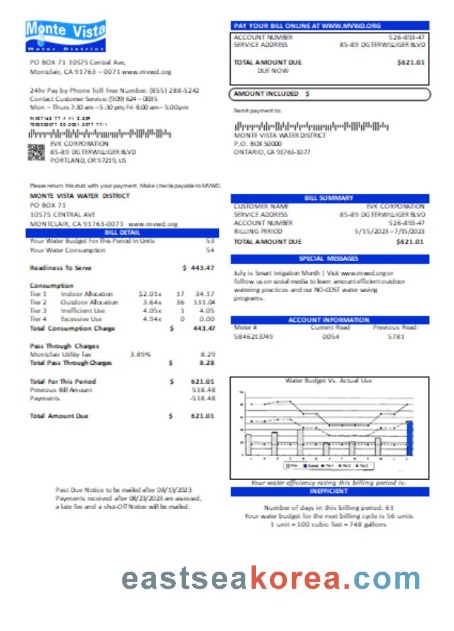 Monte Vista
Water District
PO BOX 71 10575 Central Ave,
Montclair, CA 91763 – 0071 www.mvwd.org
24hr Pay by Phone Toll Free Number: (855) 288-5242
Contact Customer Service: (909) 624 – 0035
Mon – Thurs 7:30 am – 5:30 pm, Fri 8:00 am – 5:00 pm
EVK CORPORATION
85-89 DGTERWILLIGER BLVD
PORTLAND, OR 97219, US
PAY YOUR BILL ONLINE AT WWW.MVWD.ORG
ACCOUNT NUMBER 526-893-47
SERVICE ADDRESS 85-89 DGTERWILLIGER BLVD
TOTAL AMOUNT DUE $621.01
DUE NOW
AMOUNT INCLUDED $
Remit payment to:
MONTE VISTA WATER DISTRICT
P.O. BOX 50000
ONTARIO, CA 91763-1077
Please return this stub with your payment. Make checks payable to MVWD.
MONTE VISTA WATER DISTRICT
PO BOX 71
10575 CENTRAL AVE
MONTCLAIR, CA 91763-0071 www.mvwd.org
BILL DETAIL
Your Water Budget For This Period In Units 53
Your Water Consumption 54
Readiness To Serve $ 443.47
Consumption
Tier 1 Indoor Allocation $2.01x 17 34.17
Tier 2 Outdoor Allocation 3.64x 36 131.04
Tier 3 Inefficient Use 4.05x 1 4.05
Tier 4 Excessive Use 4.94x 0 0.00
Total Consumption Charge $ 443.47
Pass Through Charges
Montclair Utility Tax 3.89% 8.29
Total Pass Through Charges $ 8.28
Total For This Period $ 621.01
Previous Bill Amount 518.48
Payments -518.48
Total Amount Due $ 621.01
Past Due Notice to be mailed after 08/13/2023
Payments received after 08/23/2023 are assessed,
a late fee and a shut-Off Notice will be mailed.
BILL SUMMARY
CUSTOMER NAME EVK CORPORATION
SERVICE ADDRESS 85-89 DGTERWILLIGER BLVD
ACCOUNT NUMBER 526-893-47
BILLING PERIOD 5/15/2023 –7/15/2023
TOTAL AMOUNT DUE $621.01
SPECIAL MESSAGES
July is Smart Irrigation Month | Visit www.mvwd.org or
follow us on social media to learn amount efficient outdoor
watering practices and our NO-COST water saving
programs.
ACCOUNT INFORMATION
Meter # Current Read Previous Read:
5846213749 0054 5781
Water Budget Vs. Actual Use
Your water efficiency rating this billing period is:
INEFFICIENT
Number of days in this billing period: 61
Your water budget for the next billing cycle is 56 units
1 unit = 100 cubic feet = 748 gallons
eastseakorea.com